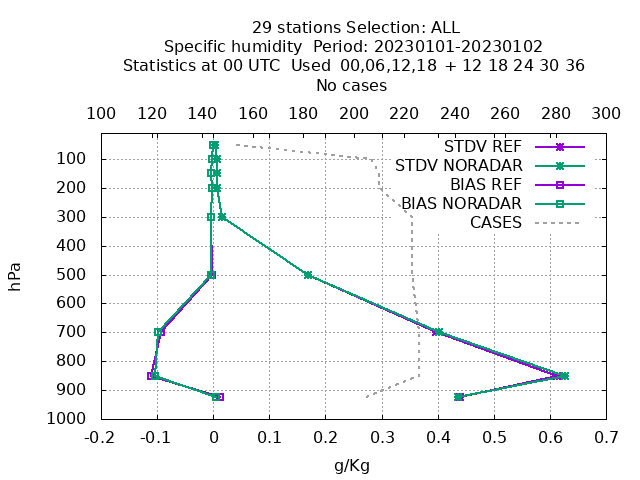 29 stations Selection: ALL
Specific humidity  Period: 20230101-20230102
Statistics at 00 UTC  Used  00,06,12,18  + 12 18 24 30 36
No cases
100 120 140 160 180 200 220 240 260 280 300
STDV REF
STDV NORADAR
BIAS REF
BIAS NORADAR
CASES
hPa
100
200
300
400
500
600
700
800
900
1000
-0.2 -0.1 0 0.1 0.2 0.3 0.4 0.5 0.6 0.7
g/Kg